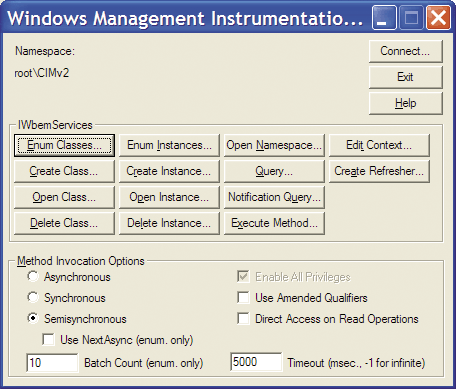 Windows Management Instrumentatio...
Namespace:
Connect...
root\CIMv2
Exit
Help
IWbemServices
Enum Classes... Enum Instances... Open Namespace... Edit Context...
Create Class... Create Instance... Query... Create Refresher...
Open Class... Open Instance... Notification Query...
Delete Class... Delete Instance... Execute Method...
Method Invocation Options
Asynchronous Enable All Privileges
Synchronous Use Amended Qualifiers
Semisynchronous Direct Access on Read Operations
Use NextAsync (enum. only)
10 Batch Count (enum. only) 5000 Timeout (msec., -1 for infinite)